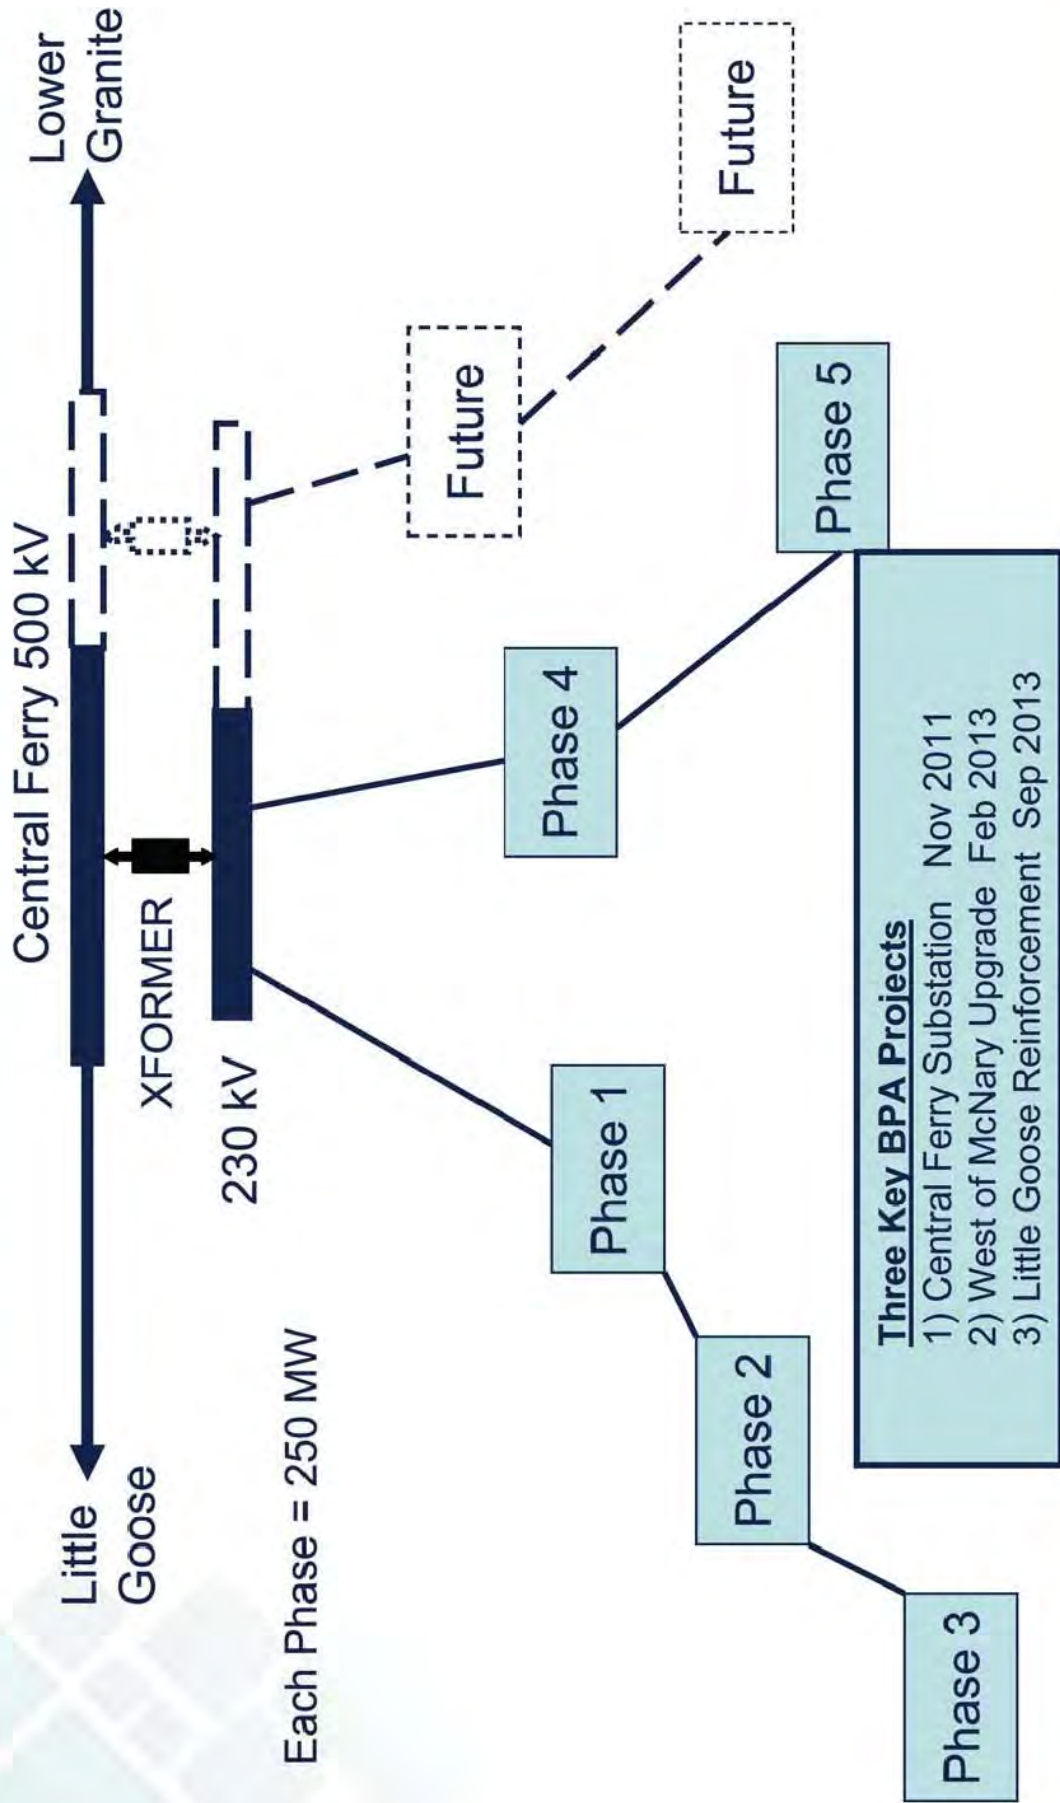 Central Ferry 500 kV
Little
Goose
Lower
Granite
XFORMER
230 kV
Each Phase = 250 MW
Phase 1
Phase 2
Phase 3
Phase 4
Phase 5
Future
Future
Three Key BPA Projects
1) Central Ferry Substation Nov 2011
2) West of McNary Upgrade Feb 2013
3) Little Goose Reinforcement Sep 2013